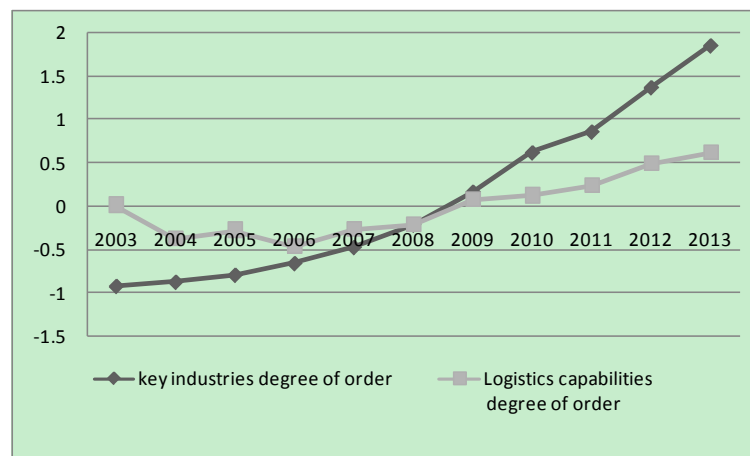 2
1.5
1
0.5
0
2003 2004 2005 2006 2007 2008 2009 2010 2011 2012 2013
-0.5
-1
-1.5
key industries degree of order
Logistics capabilities
degree of order